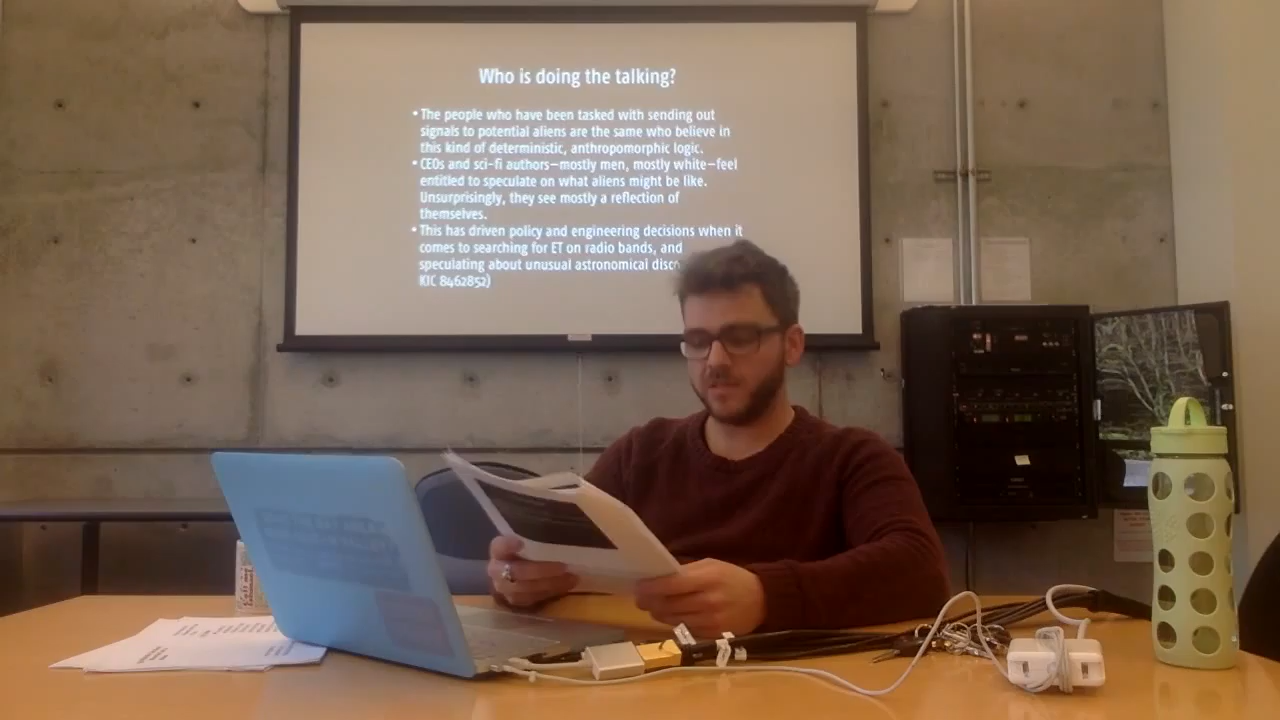 Who is doing the talking?
• The people who have been tasked with sending out
signals to potential aliens are the same who believe in
this kind of deterministic, anthropomorphic logic.
• CEOs and sci-fi authors—mostly men, mostly white—feel
entitled to speculate on what aliens might be like.
Unsurprisingly, they see mostly a reflection of
themselves.
• This has driven policy and engineering decisions when it
comes to searching for ET on radio bands, and
speculating about unusual astronomical
KIC 8462852)